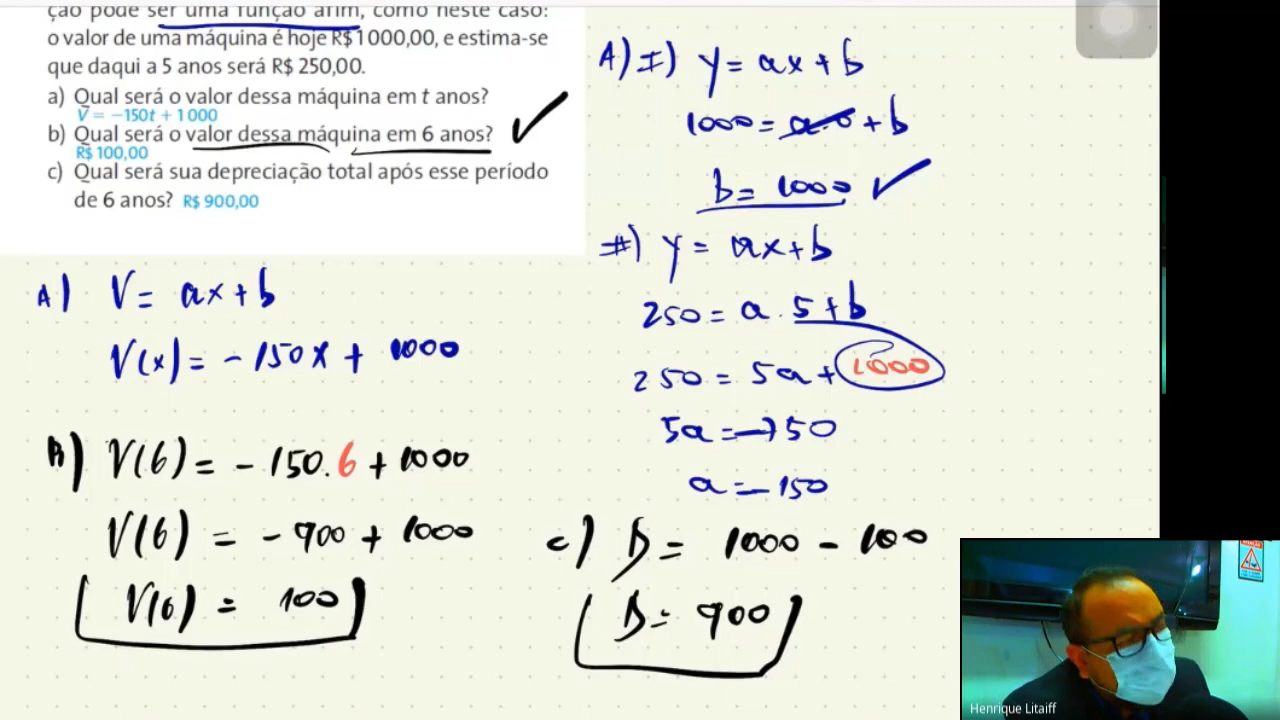 ção pode ser uma função afim, como neste caso:
o valor de uma máquina é hoje R$ 1 000,00, e estima-se
que daqui a 5 anos será R$ 250,00.
a) Qual será o valor dessa máquina em t anos?
V = −150t + 1 000
b) Qual será o valor dessa máquina em 6 anos?
R$ 100,00
c) Qual será sua depreciação total após esse período
de 6 anos? R$ 900,00
A) V = ax + b
V(x) = - 150x + 1000
B) V(6) = - 150.6 + 1000
V(6) = - 900 + 1000
V(6) = 100
A) I) y = ax + b
1000 = a.0 + b
b = 1000
II) y = ax + b
250 = a . 5 + b
250 = 5a + 1000
5a = -750
a = -150
C) D = 1000 - 100
D = 900
Henrique Litaiff